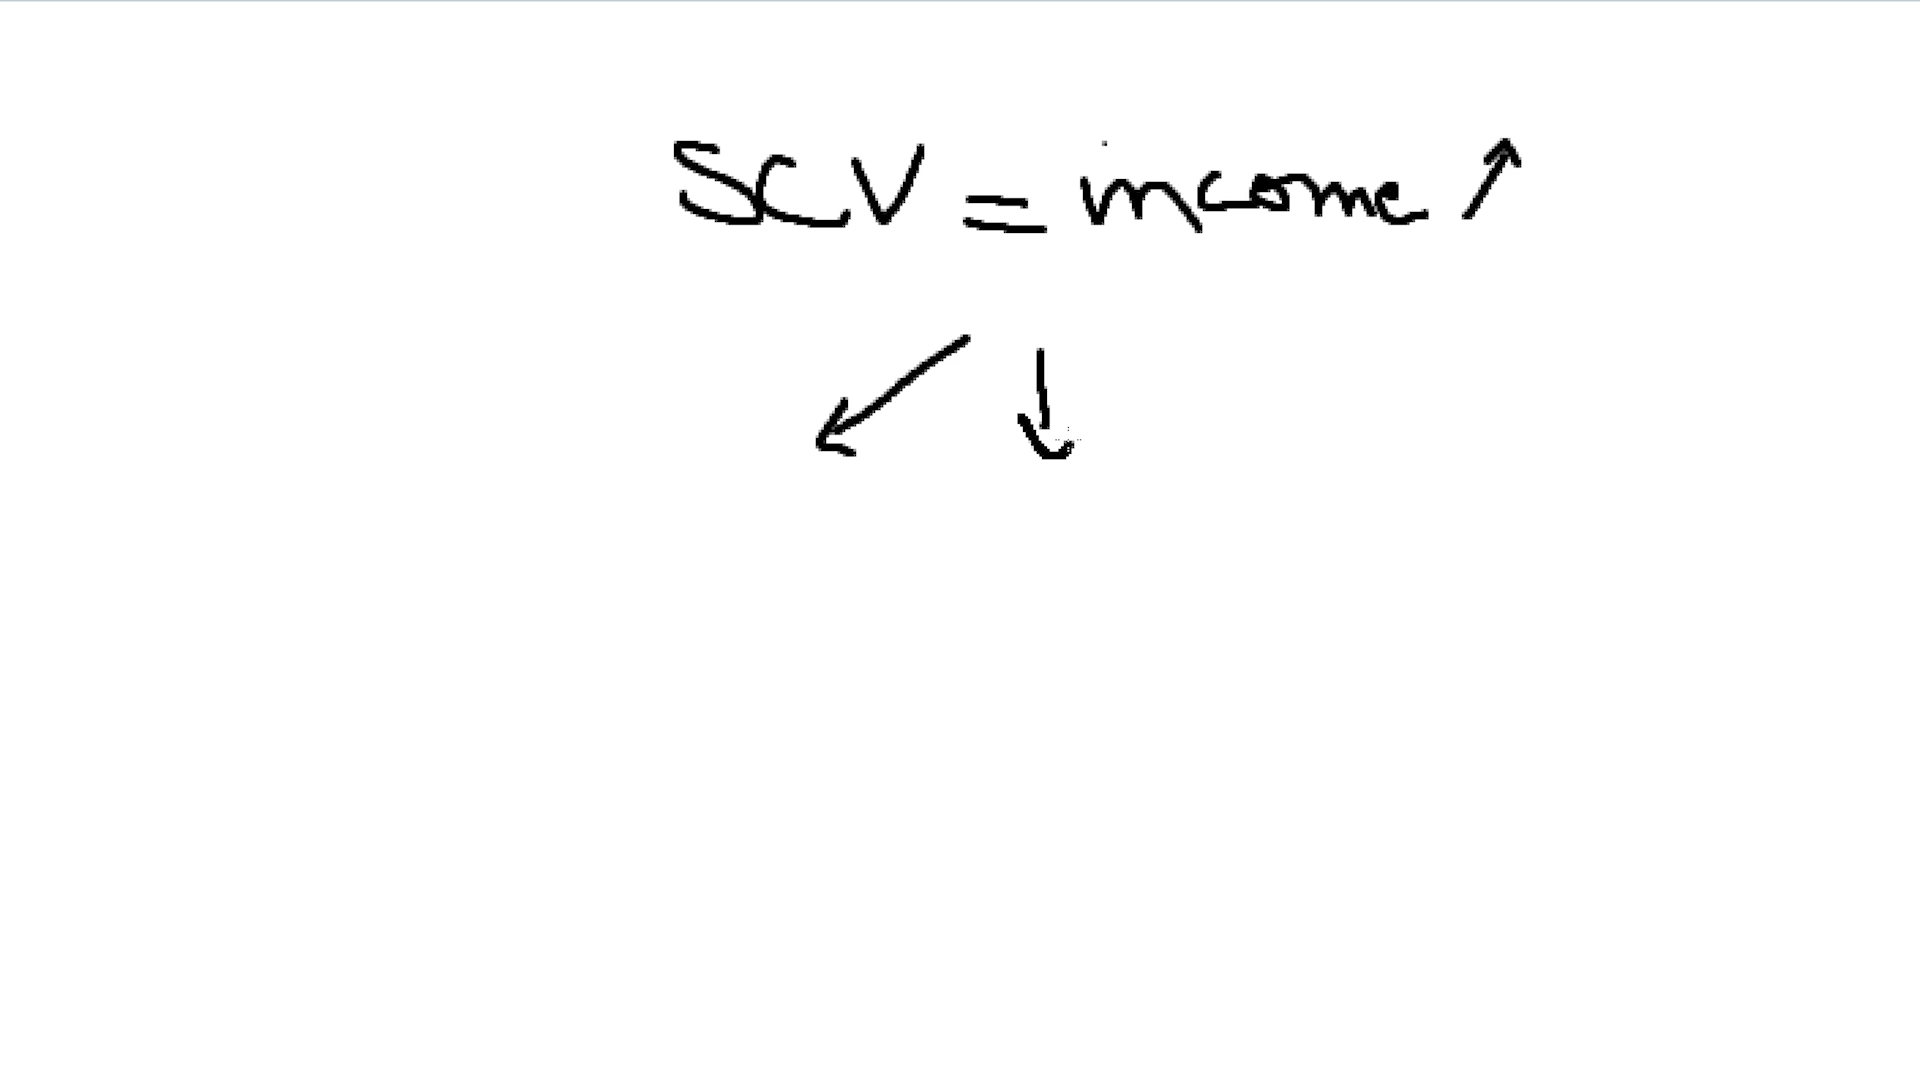 SCV = income ↗